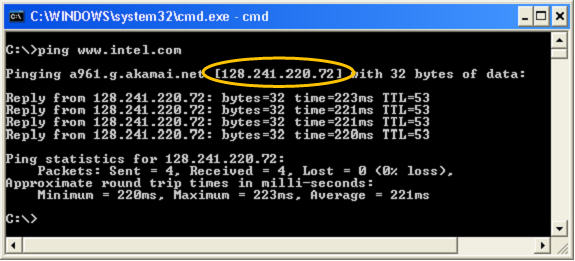 C:\WINDOWS\system32\cmd.exe - cmd
C:\>ping www.intel.com
Pinging a961.g.akamai.net [128.241.220.72] with 32 bytes of data:
Reply from 128.241.220.72: bytes=32 time=223ms TTL=53
Reply from 128.241.220.72: bytes=32 time=221ms TTL=53
Reply from 128.241.220.72: bytes=32 time=221ms TTL=53
Reply from 128.241.220.72: bytes=32 time=220ms TTL=53
Ping statistics for 128.241.220.72:
    Packets: Sent = 4, Received = 4, Lost = 0 (0% loss),
Approximate round trip times in milli-seconds:
    Minimum = 220ms, Maximum = 223ms, Average = 221ms
C:\>